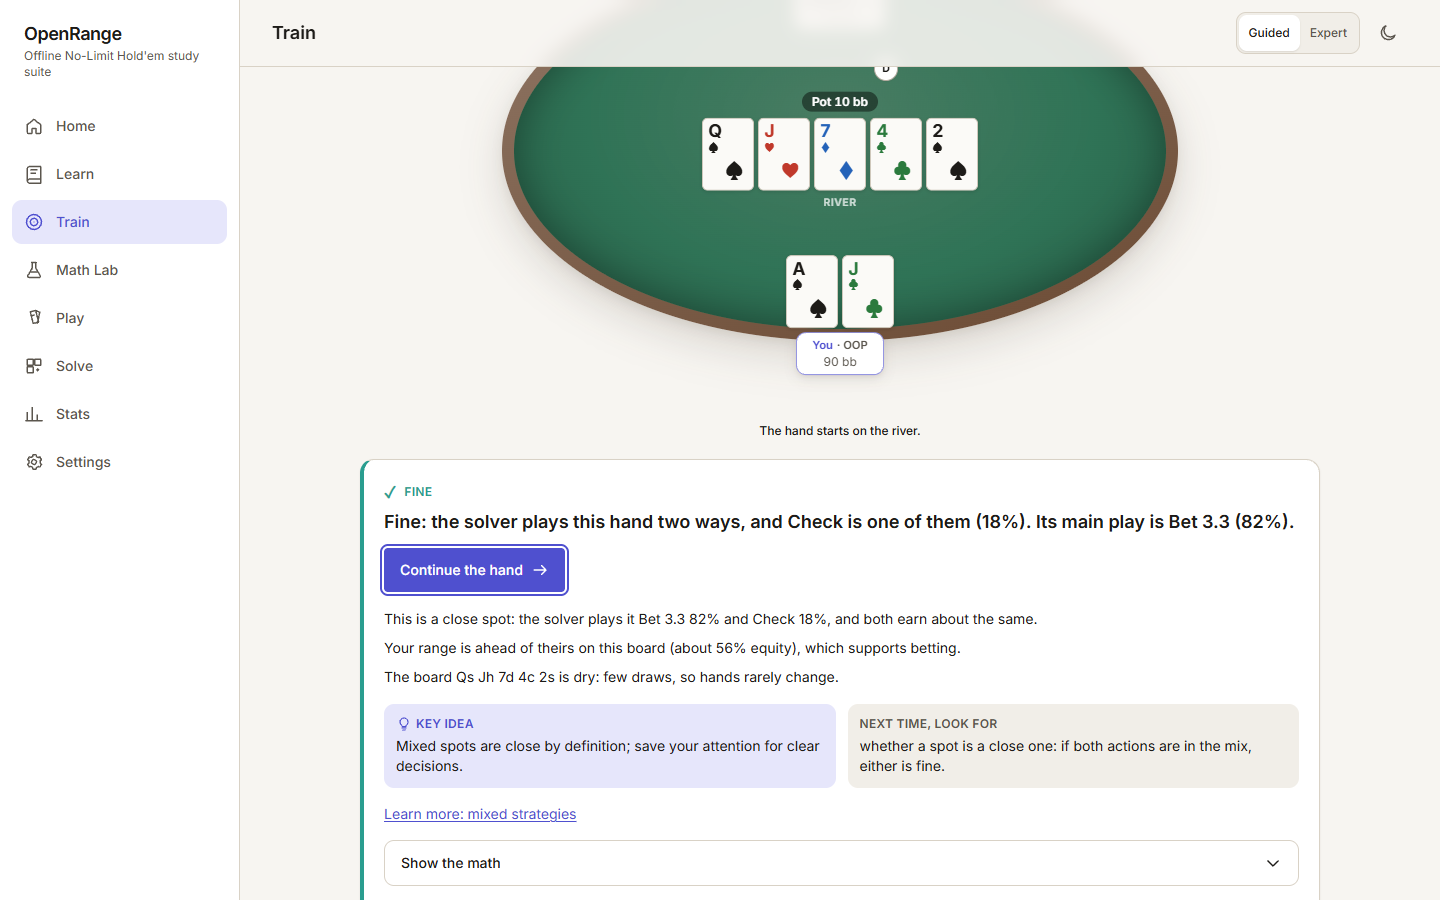 OpenRange
Offline No-Limit Hold'em study
suite
Home
Learn
Train
Math Lab
Play
Solve
Stats
Settings
Train
Guided
Expert
D
Pot 10 bb
Q
J
7
4
2
RIVER
A
J
You · OOP
90 bb
The hand starts on the river.
FINE
Fine: the solver plays this hand two ways, and Check is one of them (18%). Its main play is Bet 3.3 (82%).
Continue the hand →
This is a close spot: the solver plays it Bet 3.3 82% and Check 18%, and both earn about the same.
Your range is ahead of theirs on this board (about 56% equity), which supports betting.
The board Qs Jh 7d 4c 2s is dry: few draws, so hands rarely change.
KEY IDEA
Mixed spots are close by definition; save your attention for clear
decisions.
NEXT TIME, LOOK FOR
whether a spot is a close one: if both actions are in the mix,
either is fine.
Learn more: mixed strategies
Show the math